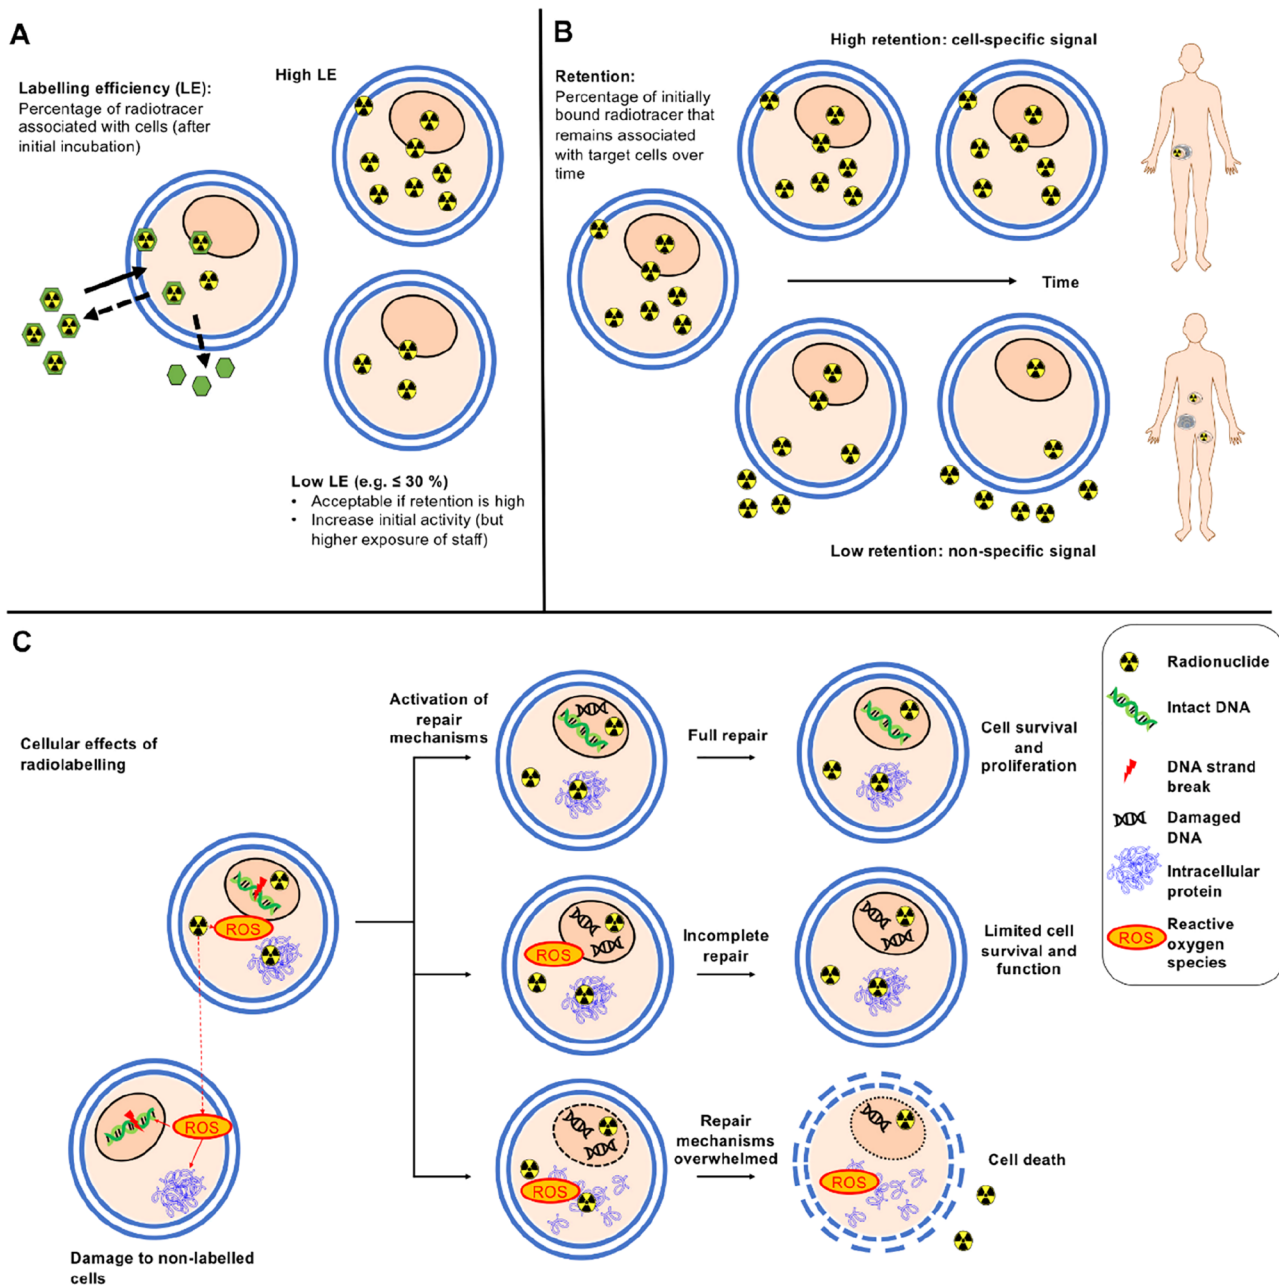 A
Labelling efficiency (LE):
Percentage of radiotracer
associated with cells (after
initial incubation)
High LE
Low LE (e.g. ≤ 30 %)
• Acceptable if retention is high
• Increase initial activity (but
higher exposure of staff)
B
High retention: cell-specific signal
Retention:
Percentage of initially
bound radiotracer that
remains associated
with target cells over
time
Time
Low retention: non-specific signal
C
Cellular effects of
radiolabelling
ROS
ROS
Damage to non-labelled
cells
Activation of
repair
mechanisms
Full repair
Cell survival
and
proliferation
ROS
Incomplete
repair
Limited cell
survival and
function
ROS
Repair
mechanisms
overwhelmed
ROS
Cell death
Radionuclide
Intact DNA
DNA strand
break
Damaged
DNA
Intracellular
protein
ROS
Reactive
oxygen
species